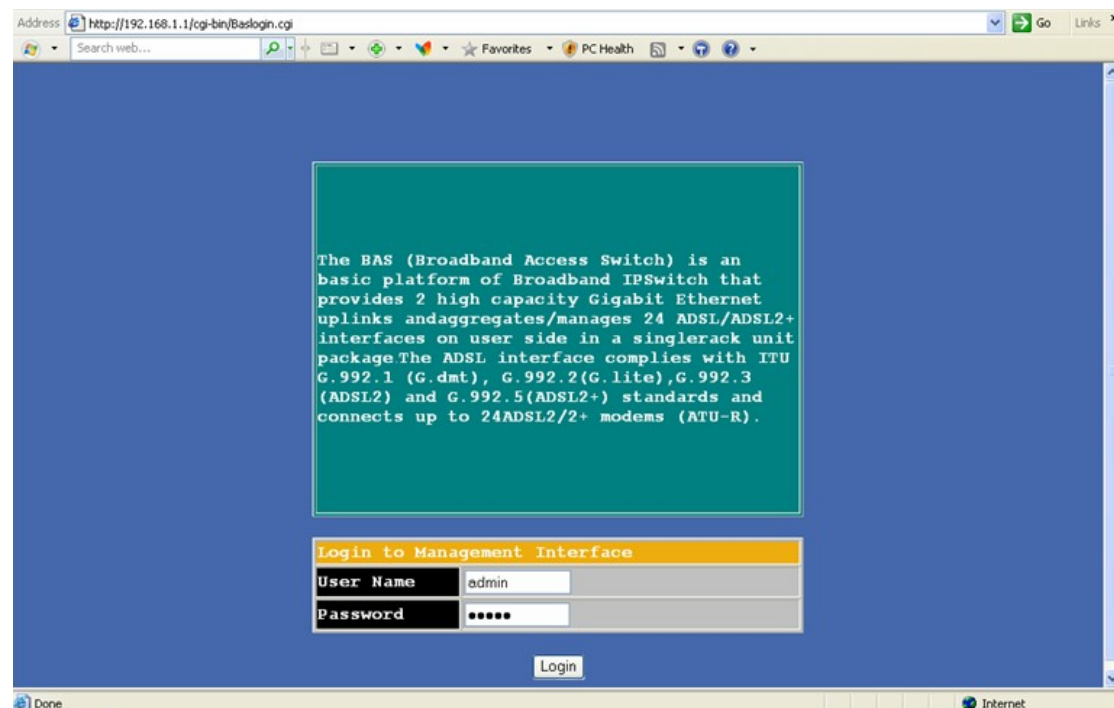 Address http://192.168.1.1/cgi-bin/Baslogin.cgi Go Links
Search web... Favorites PC Health
The BAS (Broadband Access Switch) is an
basic platform of Broadband IPSwitch that
provides 2 high capacity Gigabit Ethernet
uplinks andaggregates/manages 24 ADSL/ADSL2+
interfaces on user side in a singlerack unit
package.The ADSL interface complies with ITU
G.992.1 (G.dmt), G.992.2(G.lite),G.992.3
(ADSL2) and G.992.5(ADSL2+) standards and
connects up to 24ADSL2/2+ modems (ATU-R).
Login to Management Interface
User Name admin
Password •••••
Login
Done Internet